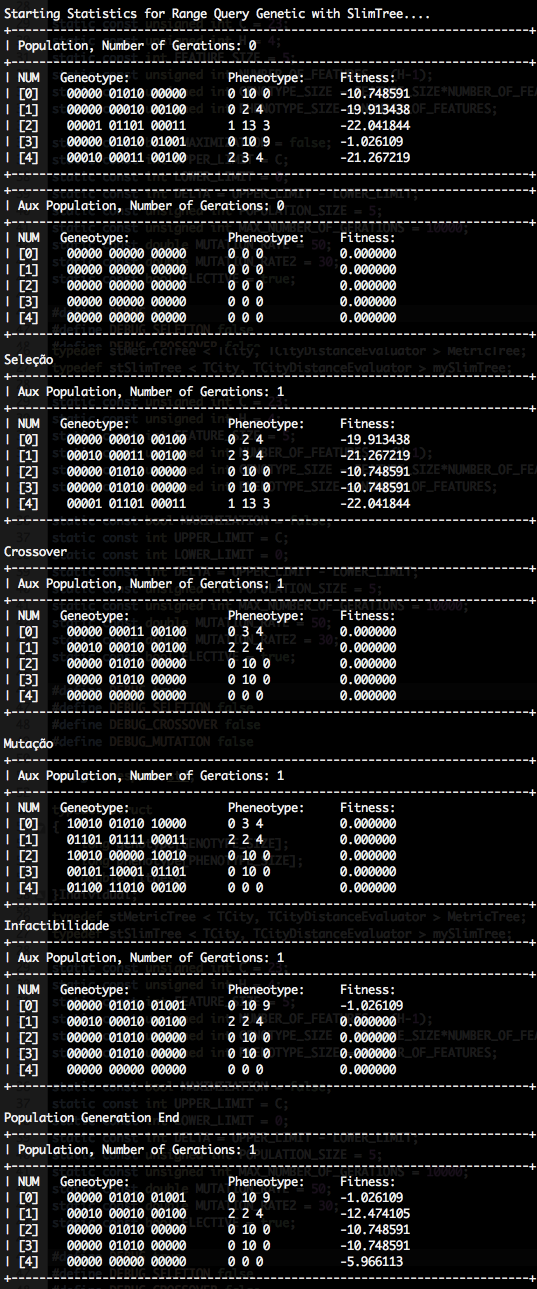 Starting Statistics for Range Query Genetic with SlimTree....
+-----------------------------------------------------------------+
| Population, Number of Gerations: 0
+-----------------------------------------------------------------+
| NUM Genotype: Pheneotype: Fitness:
| [0] 00000 01010 00000 0 10 0 -10.748591
| [1] 00000 00010 00100 0 2 4 -19.913438
| [2] 00001 01101 00011 1 13 3 -22.041844
| [3] 00000 01010 01001 0 10 9 -1.026109
| [4] 00010 00011 00100 2 3 4 -21.267219
+-----------------------------------------------------------------+
+-----------------------------------------------------------------+
| Aux Population, Number of Gerations: 0
+-----------------------------------------------------------------+
| NUM Genotype: Pheneotype: Fitness:
| [0] 00000 00000 00000 0 0 0 0.000000
| [1] 00000 00000 00000 0 0 0 0.000000
| [2] 00000 00000 00000 0 0 0 0.000000
| [3] 00000 00000 00000 0 0 0 0.000000
| [4] 00000 00000 00000 0 0 0 0.000000
+-----------------------------------------------------------------+
Seleção
+-----------------------------------------------------------------+
| Aux Population, Number of Gerations: 1
+-----------------------------------------------------------------+
| NUM Genotype: Pheneotype: Fitness:
| [0] 00000 00010 00100 0 2 4 -19.913438
| [1] 00010 00011 00100 2 3 4 -21.267219
| [2] 00000 01010 00000 0 10 0 -10.748591
| [3] 00000 01010 00000 0 10 0 -10.748591
| [4] 00001 01101 00011 1 13 3 -22.041844
+-----------------------------------------------------------------+
Crossover
+-----------------------------------------------------------------+
| Aux Population, Number of Gerations: 1
+-----------------------------------------------------------------+
| NUM Genotype: Pheneotype: Fitness:
| [0] 00000 00011 00100 0 3 4 0.000000
| [1] 00010 00010 00100 2 2 4 0.000000
| [2] 00000 01010 00000 0 10 0 0.000000
| [3] 00000 01010 00000 0 10 0 0.000000
| [4] 00000 00000 00000 0 0 0 0.000000
+-----------------------------------------------------------------+
Mutação
+-----------------------------------------------------------------+
| Aux Population, Number of Gerations: 1
+-----------------------------------------------------------------+
| NUM Genotype: Pheneotype: Fitness:
| [0] 10010 01010 10000 0 3 4 0.000000
| [1] 01101 01111 00011 2 2 4 0.000000
| [2] 10010 00000 10010 0 10 0 0.000000
| [3] 00101 10001 01101 0 10 0 0.000000
| [4] 01100 11010 00100 0 0 0 0.000000
+-----------------------------------------------------------------+
Infactibilidade
+-----------------------------------------------------------------+
| Aux Population, Number of Gerations: 1
+-----------------------------------------------------------------+
| NUM Genotype: Pheneotype: Fitness:
| [0] 00000 01010 01001 0 10 9 -1.026109
| [1] 00010 00010 00100 2 2 4 0.000000
| [2] 00000 01010 00000 0 10 0 0.000000
| [3] 00000 01010 00000 0 10 0 0.000000
| [4] 00000 00000 00000 0 0 0 0.000000
+-----------------------------------------------------------------+
Population Generation End
+-----------------------------------------------------------------+
| Population, Number of Gerations: 1
+-----------------------------------------------------------------+
| NUM Genotype: Pheneotype: Fitness:
| [0] 00000 01010 01001 0 10 9 -1.026109
| [1] 00010 00010 00100 2 2 4 -12.474105
| [2] 00000 01010 00000 0 10 0 -10.748591
| [3] 00000 01010 00000 0 10 0 -10.748591
| [4] 00000 00000 00000 0 0 0 -5.966113
+-----------------------------------------------------------------+